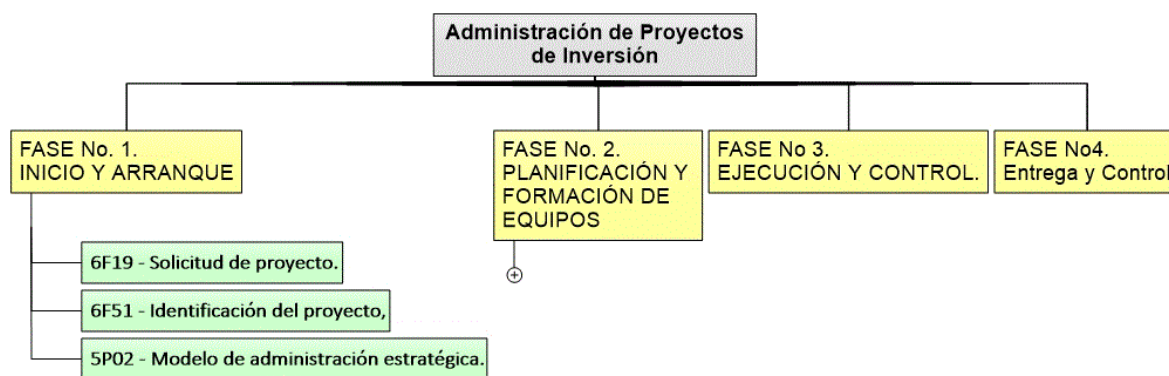 Administración de Proyectos
de Inversión
FASE No. 1.
INICIO Y ARRANQUE
FASE No. 2.
PLANIFICACIÓN Y
FORMACIÓN DE
EQUIPOS
FASE No 3.
EJECUCIÓN Y CONTROL.
FASE No4.
Entrega y Control
6F19 - Solicitud de proyecto.
6F51 - Identificación del proyecto,
5P02 - Modelo de administración estratégica.